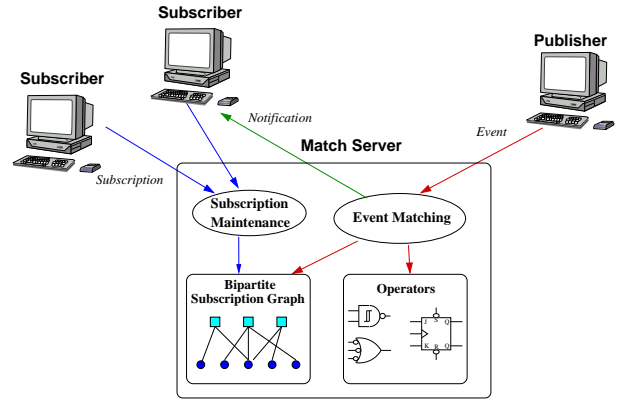 Subscriber
Subscriber
Publisher
Notification
Event
Match Server
Subscription
Subscription
Maintenance
Event Matching
Bipartite
Subscription Graph
Operators
J S Q
K R Q